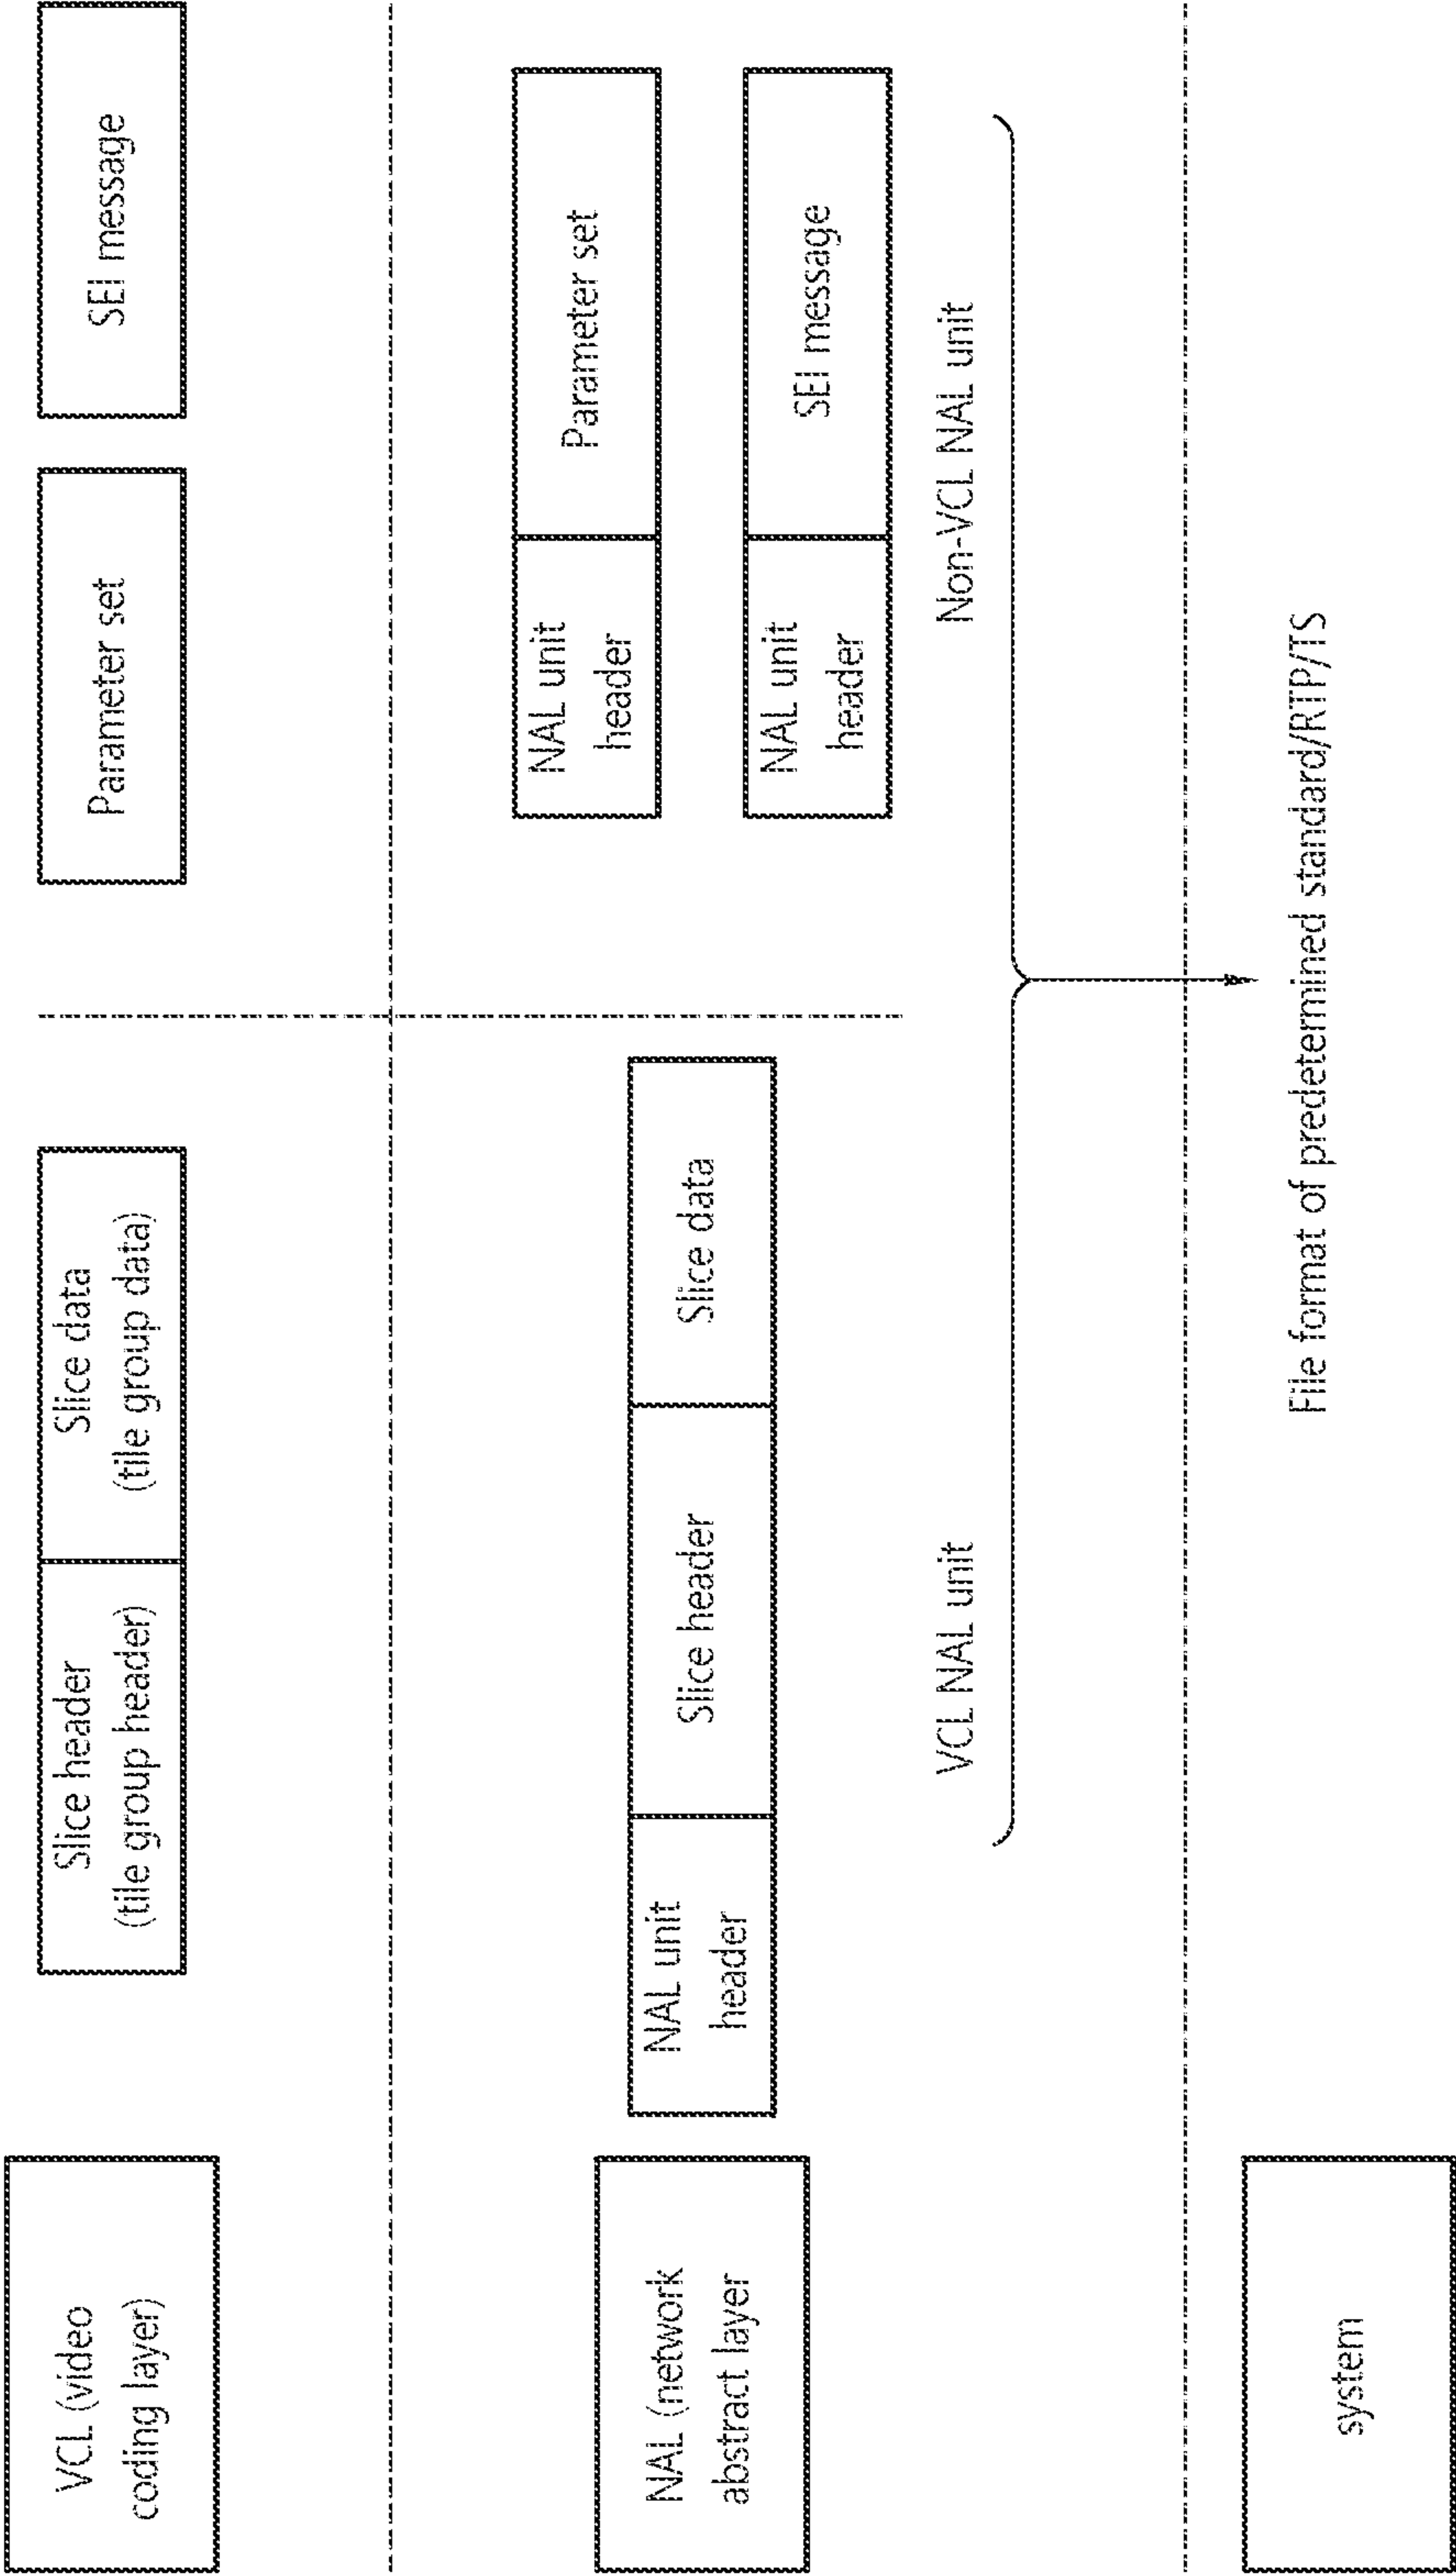 VCL (video
coding layer)
Slice header
(tile group header)
Slice data
(tile group data)
Parameter set
SEI message
NAL (network
abstract layer
NAL unit
header
Slice header
Slice data
NAL unit
header
Parameter set
NAL unit
header
SEI message
VCL NAL unit
Non-VCL NAL unit
system
File format of predetermined standard/RTP/TS